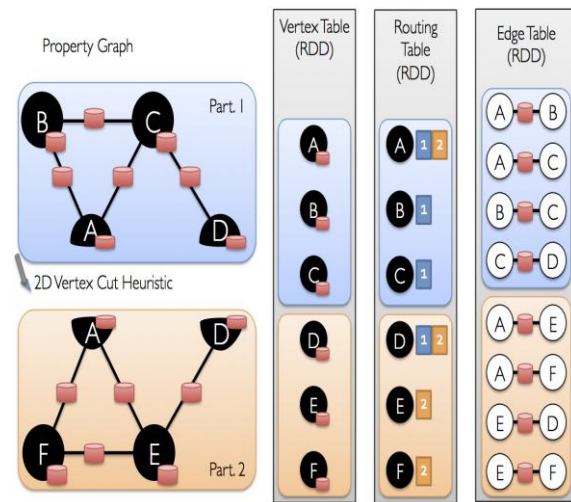 Property Graph
Part. 1
B
C
A
D
2D Vertex Cut Heuristic
A
D
F
E
Part. 2
Vertex Table
(RDD)
A
B
C
D
E
F
Routing
Table
(RDD)
A 1 2
B 1
C 1
D 1 2
E 2
F 2
Edge Table
(RDD)
A B
A C
B C
C D
A E
A F
E D
E F